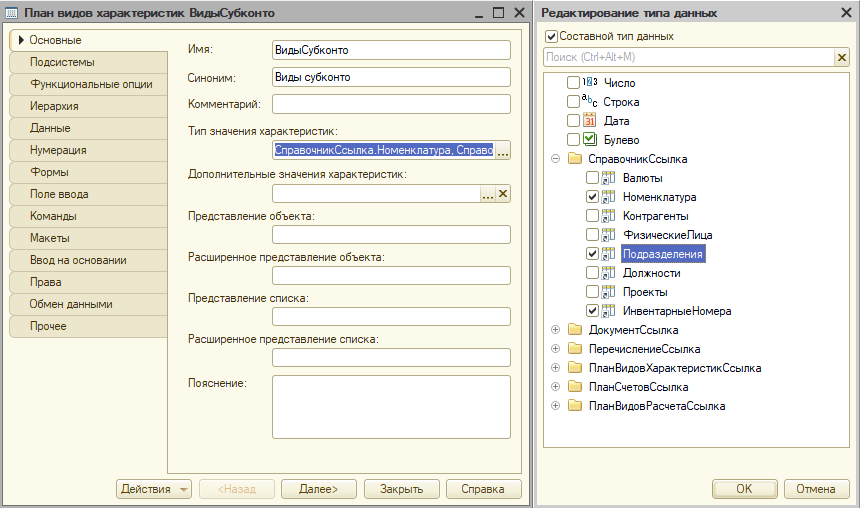 План видов характеристик ВидыСубконто
Основные
Подсистемы
Функциональные опции
Иерархия
Данные
Нумерация
Формы
Поле ввода
Команды
Макеты
Ввод на основании
Права
Обмен данными
Прочее
Имя:
ВидыСубконто
Синоним:
Виды субконто
Комментарий:
Тип значения характеристик:
СправочникСсылка.Номенклатура, Справо
...
Дополнительные значения характеристик:
...
Представление объекта:
Расширенное представление объекта:
Представление списка:
Расширенное представление списка:
Пояснение:
Действия
<Назад
Далее>
Закрыть
Справка
Редактирование типа данных
Составной тип данных
Поиск (Ctrl+Alt+M)
Число
Строка
Дата
Булево
СправочникСсылка
Валюты
Номенклатура
Контрагенты
ФизическиеЛица
Подразделения
Должности
Проекты
ИнвентарныеНомера
ДокументСсылка
ПеречислениеСсылка
ПланВидовХарактеристикСсылка
ПланСчетовСсылка
ПланВидовРасчетаСсылка
OK
Отмена